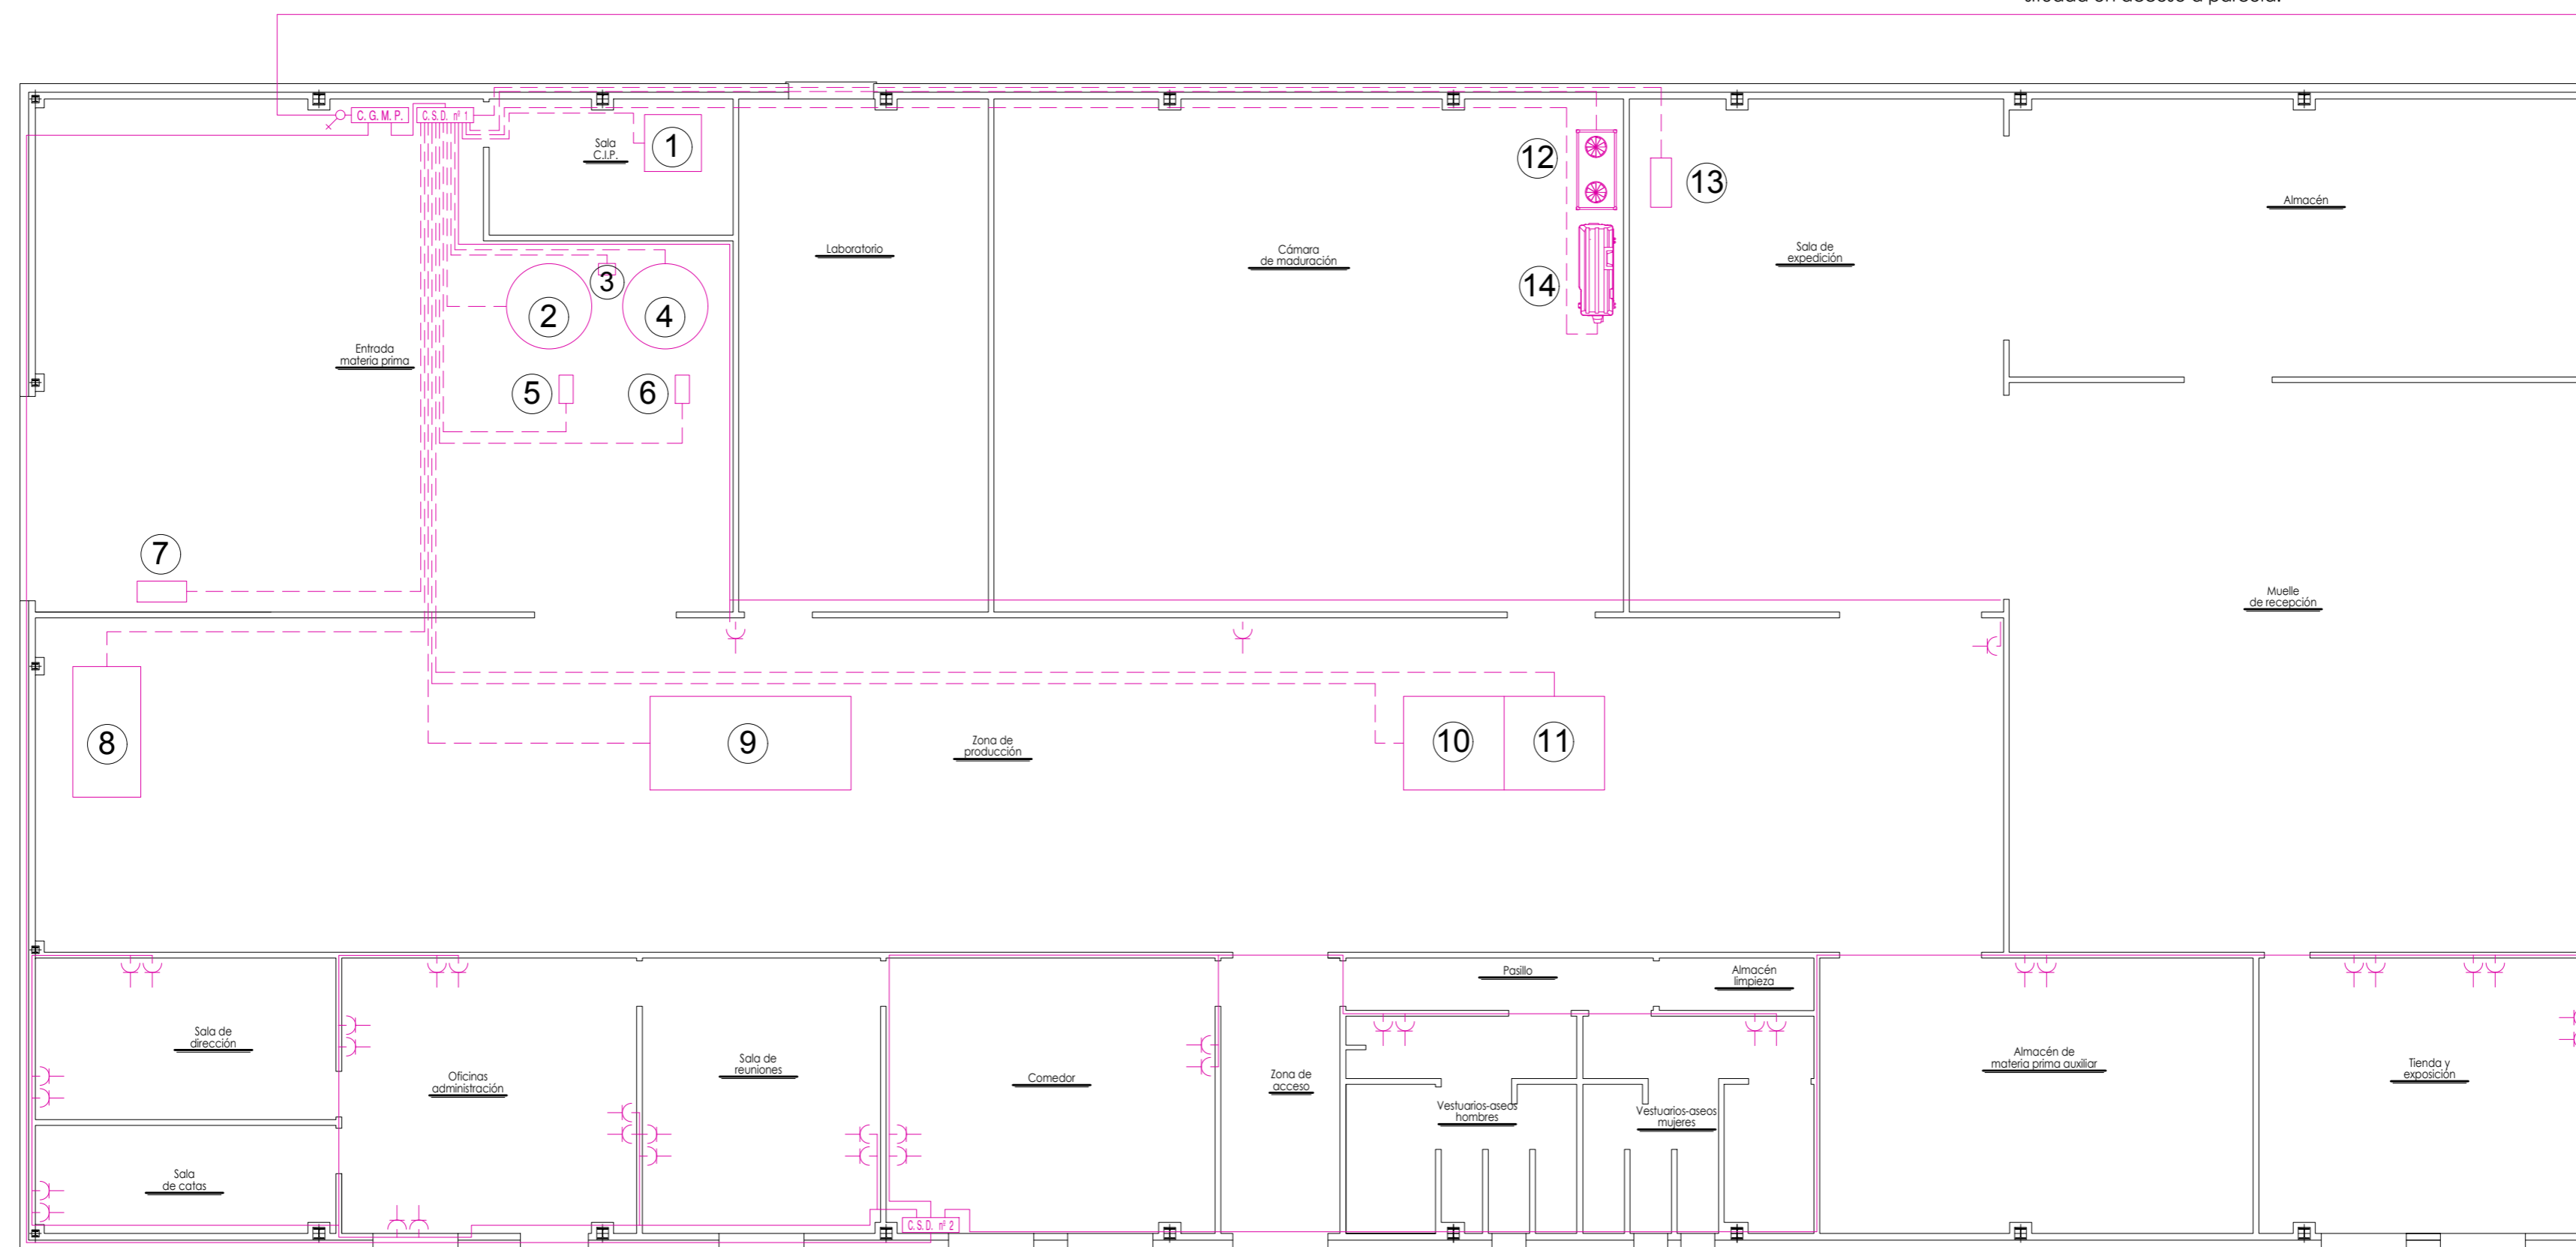 C. G. M. P.
C. S. D. nº 1
Sala
C.I.P.
1
12
13
Almacén
Laboratorio
Cámara
de maduración
Sala de
expedición
3
2
4
14
Entrada
materia prima
5
6
7
Muelle
de recepción
8
9
Zona de
producción
10
11
Pasillo
Almacén
limpieza
Sala de
dirección
Oficinas
administración
Sala de
reuniones
Comedor
Zona de
acceso
Almacén de
materia prima auxiliar
Tienda y
exposición
Vestuarios-aseos
hombres
Vestuarios-aseos
mujeres
Sala
de catas
C. S. D. nº 2